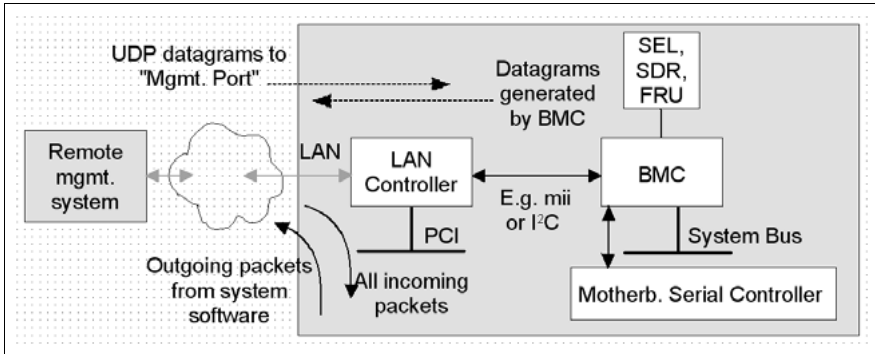 UDP datagrams to
"Mgmt. Port"
Datagrams
generated
by BMC
SEL,
SDR,
FRU
Remote
mgmt.
system
LAN
LAN
Controller
E.g. mii
or I²C
BMC
PCI
System Bus
Outgoing packets
from system
software
All incoming
packets
Motherb. Serial Controller